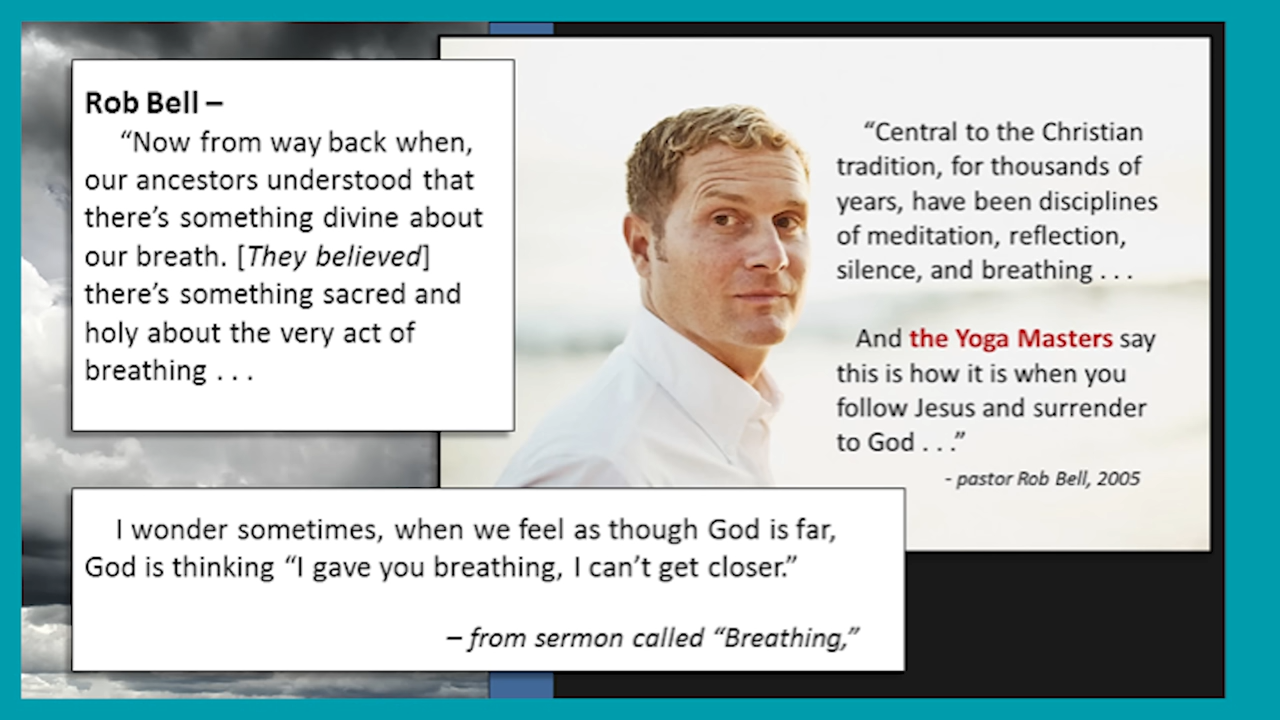 Rob Bell –
“Now from way back when,
our ancestors understood that
there’s something divine about
our breath. [They believed]
there’s something sacred and
holy about the very act of
breathing . . .
“Central to the Christian
tradition, for thousands of
years, have been disciplines
of meditation, reflection,
silence, and breathing . . .
And the Yoga Masters say
this is how it is when you
follow Jesus and surrender
to God . . .”
- pastor Rob Bell, 2005
I wonder sometimes, when we feel as though God is far,
God is thinking “I gave you breathing, I can’t get closer.”
– from sermon called “Breathing,”